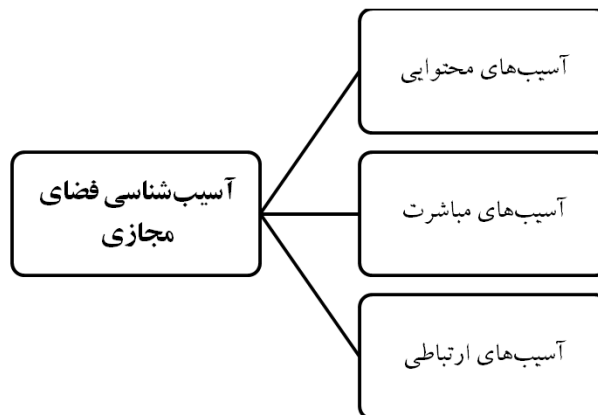 آسیب‌شناسی فضای
مجازی
آسیب‌های محتوایی
آسیب‌های مباشرت
آسیب‌های ارتباطی